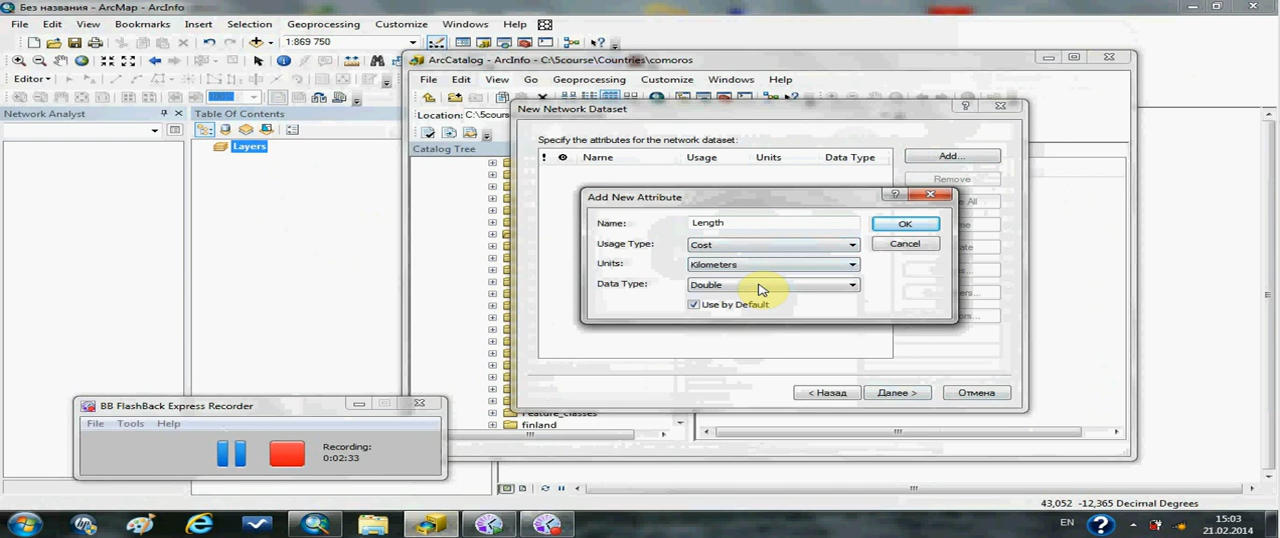 Без названия - ArcMap - ArcInfo
File Edit View Bookmarks Insert Selection Geoprocessing Customize Windows Help
1:869 750
Editor
Network Analyst
Table Of Contents
Layers
ArcCatalog - ArcInfo - C:\5course\Countries\comoros
File Edit View Go Geoprocessing Customize Windows Help
Location: C:\5cours
Catalog Tree
New Network Dataset
Specify the attributes for the network dataset:
! Name Usage Units Data Type
Add...
Remove
Add New Attribute
Name: Length
Usage Type: Cost
Units: Kilometers
Data Type: Double
Use by Default
OK
Cancel
< Назад Далее > Отмена
feature_classes
finland
BB FlashBack Express Recorder
File Tools Help
Recording:
0:02:33
43,052 -12,365 Decimal Degrees
EN
15:03
21.02.2014